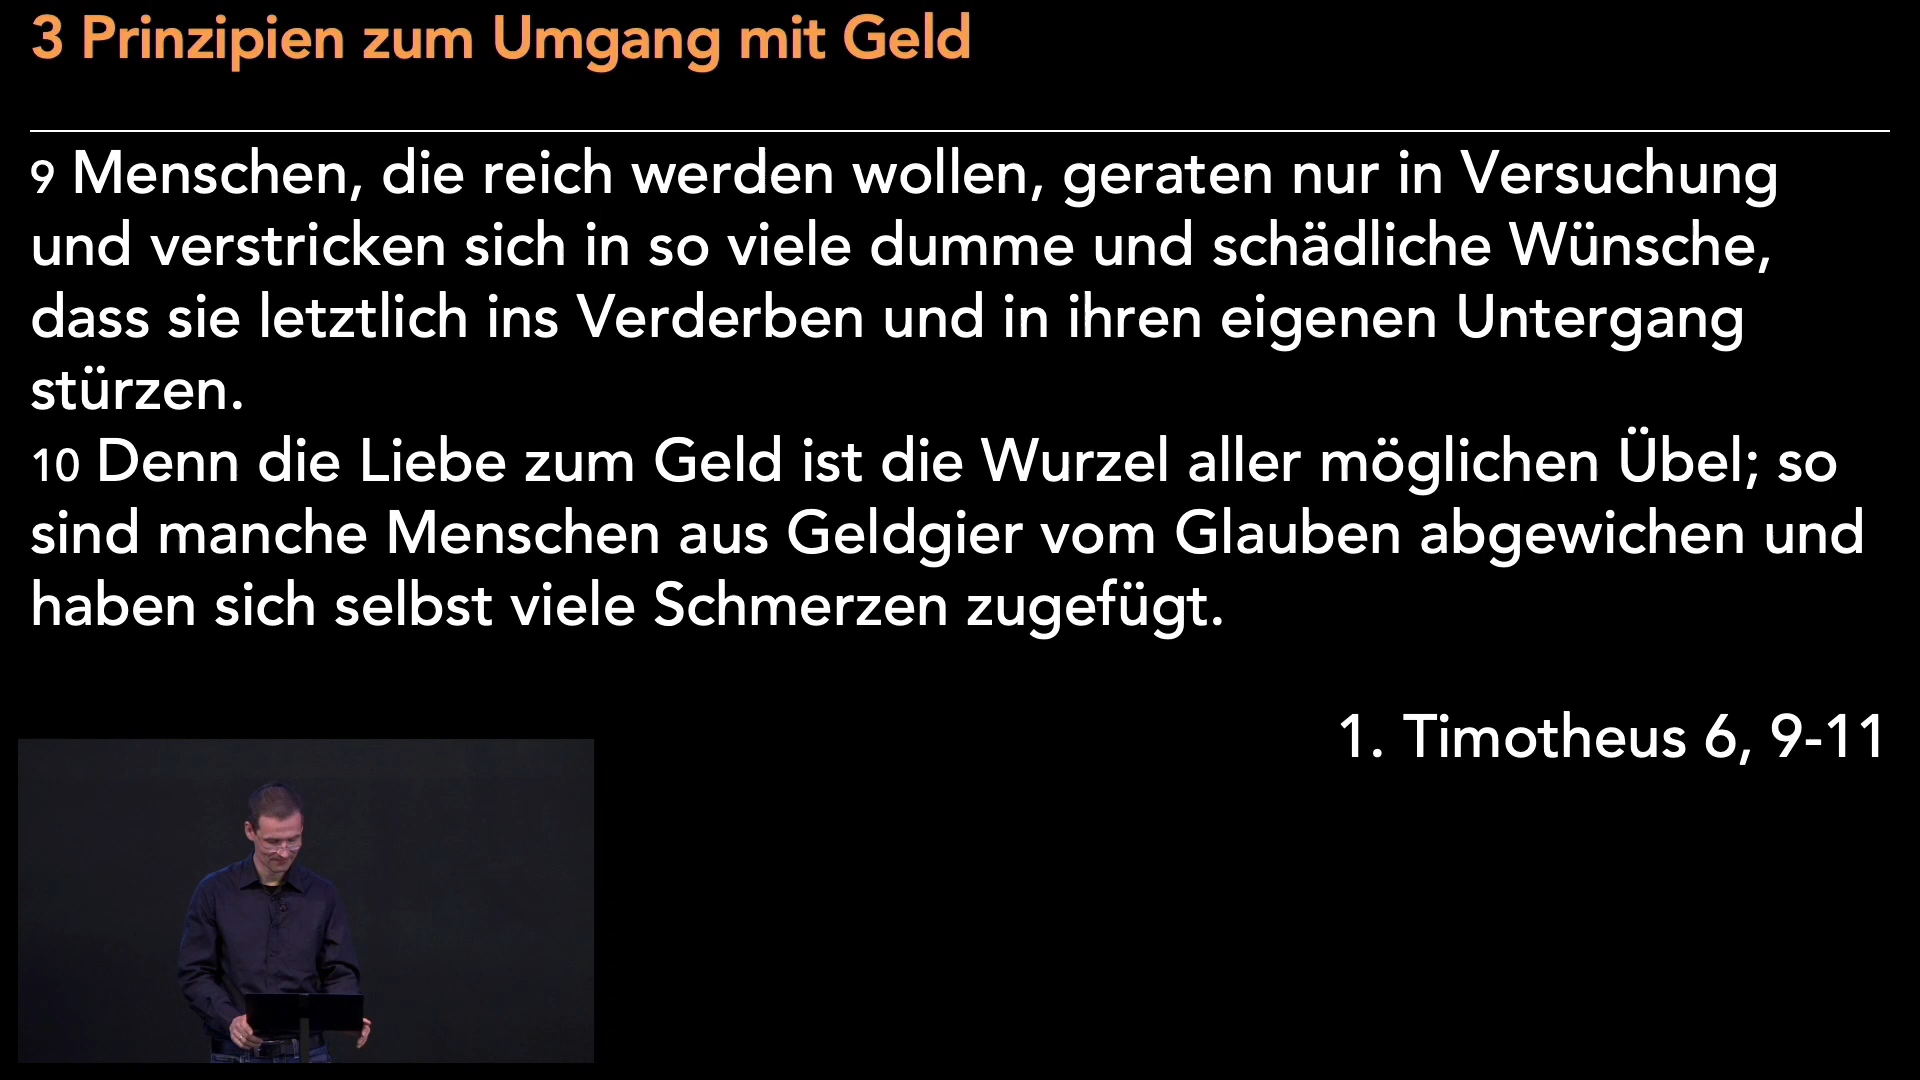 3 Prinzipien zum Umgang mit Geld
9 Menschen, die reich werden wollen, geraten nur in Versuchung
und verstricken sich in so viele dumme und schädliche Wünsche,
dass sie letztlich ins Verderben und in ihren eigenen Untergang
stürzen.
10 Denn die Liebe zum Geld ist die Wurzel aller möglichen Übel; so
sind manche Menschen aus Geldgier vom Glauben abgewichen und
haben sich selbst viele Schmerzen zugefügt.
1. Timotheus 6, 9-11